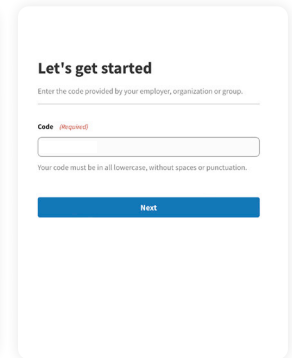 Let's get started
Enter the code provided by your employer, organization or group.
Code (Required)
Your code must be in all lowercase, without spaces or punctuation.
Next